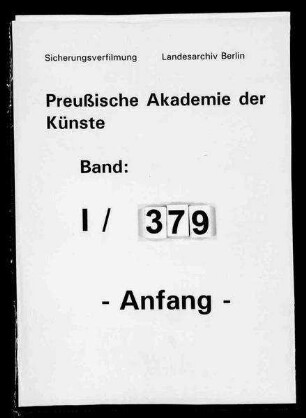 Sicherungsverfilmung Landesarchiv Berlin
Preußische Akademie der
Künste
Band:
I / 379
- Anfang -